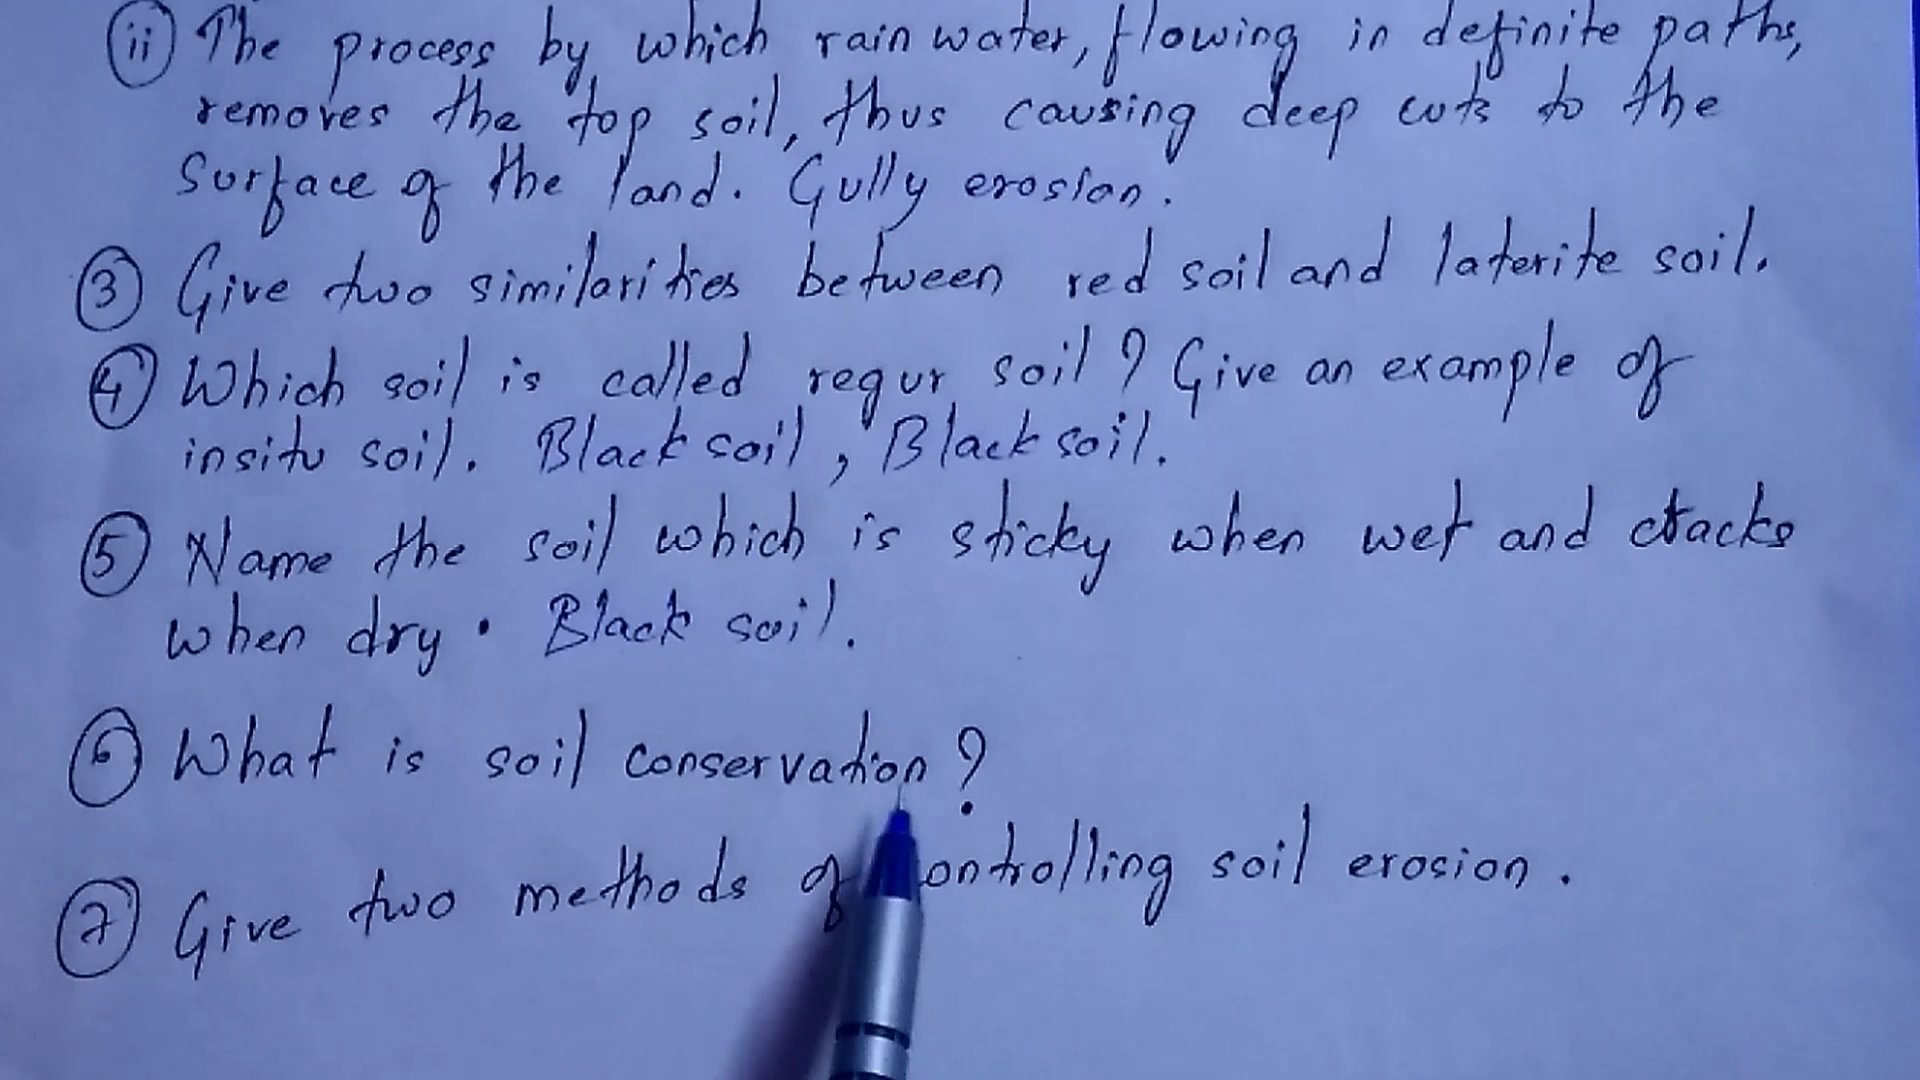 (ii) The process by which rain water, flowing in definite paths,
removes the top soil, thus causing deep cuts to the
surface of the land. Gully erosion.
(3) Give two similarities between red soil and laterite soil.
(4) Which soil is called regur soil? Give an example of
insitu soil. Black soil, Black soil.
(5) Name the soil which is sticky when wet and cracks
when dry. Black soil.
(6) What is soil conservation?
(7) Give two methods of controlling soil erosion.